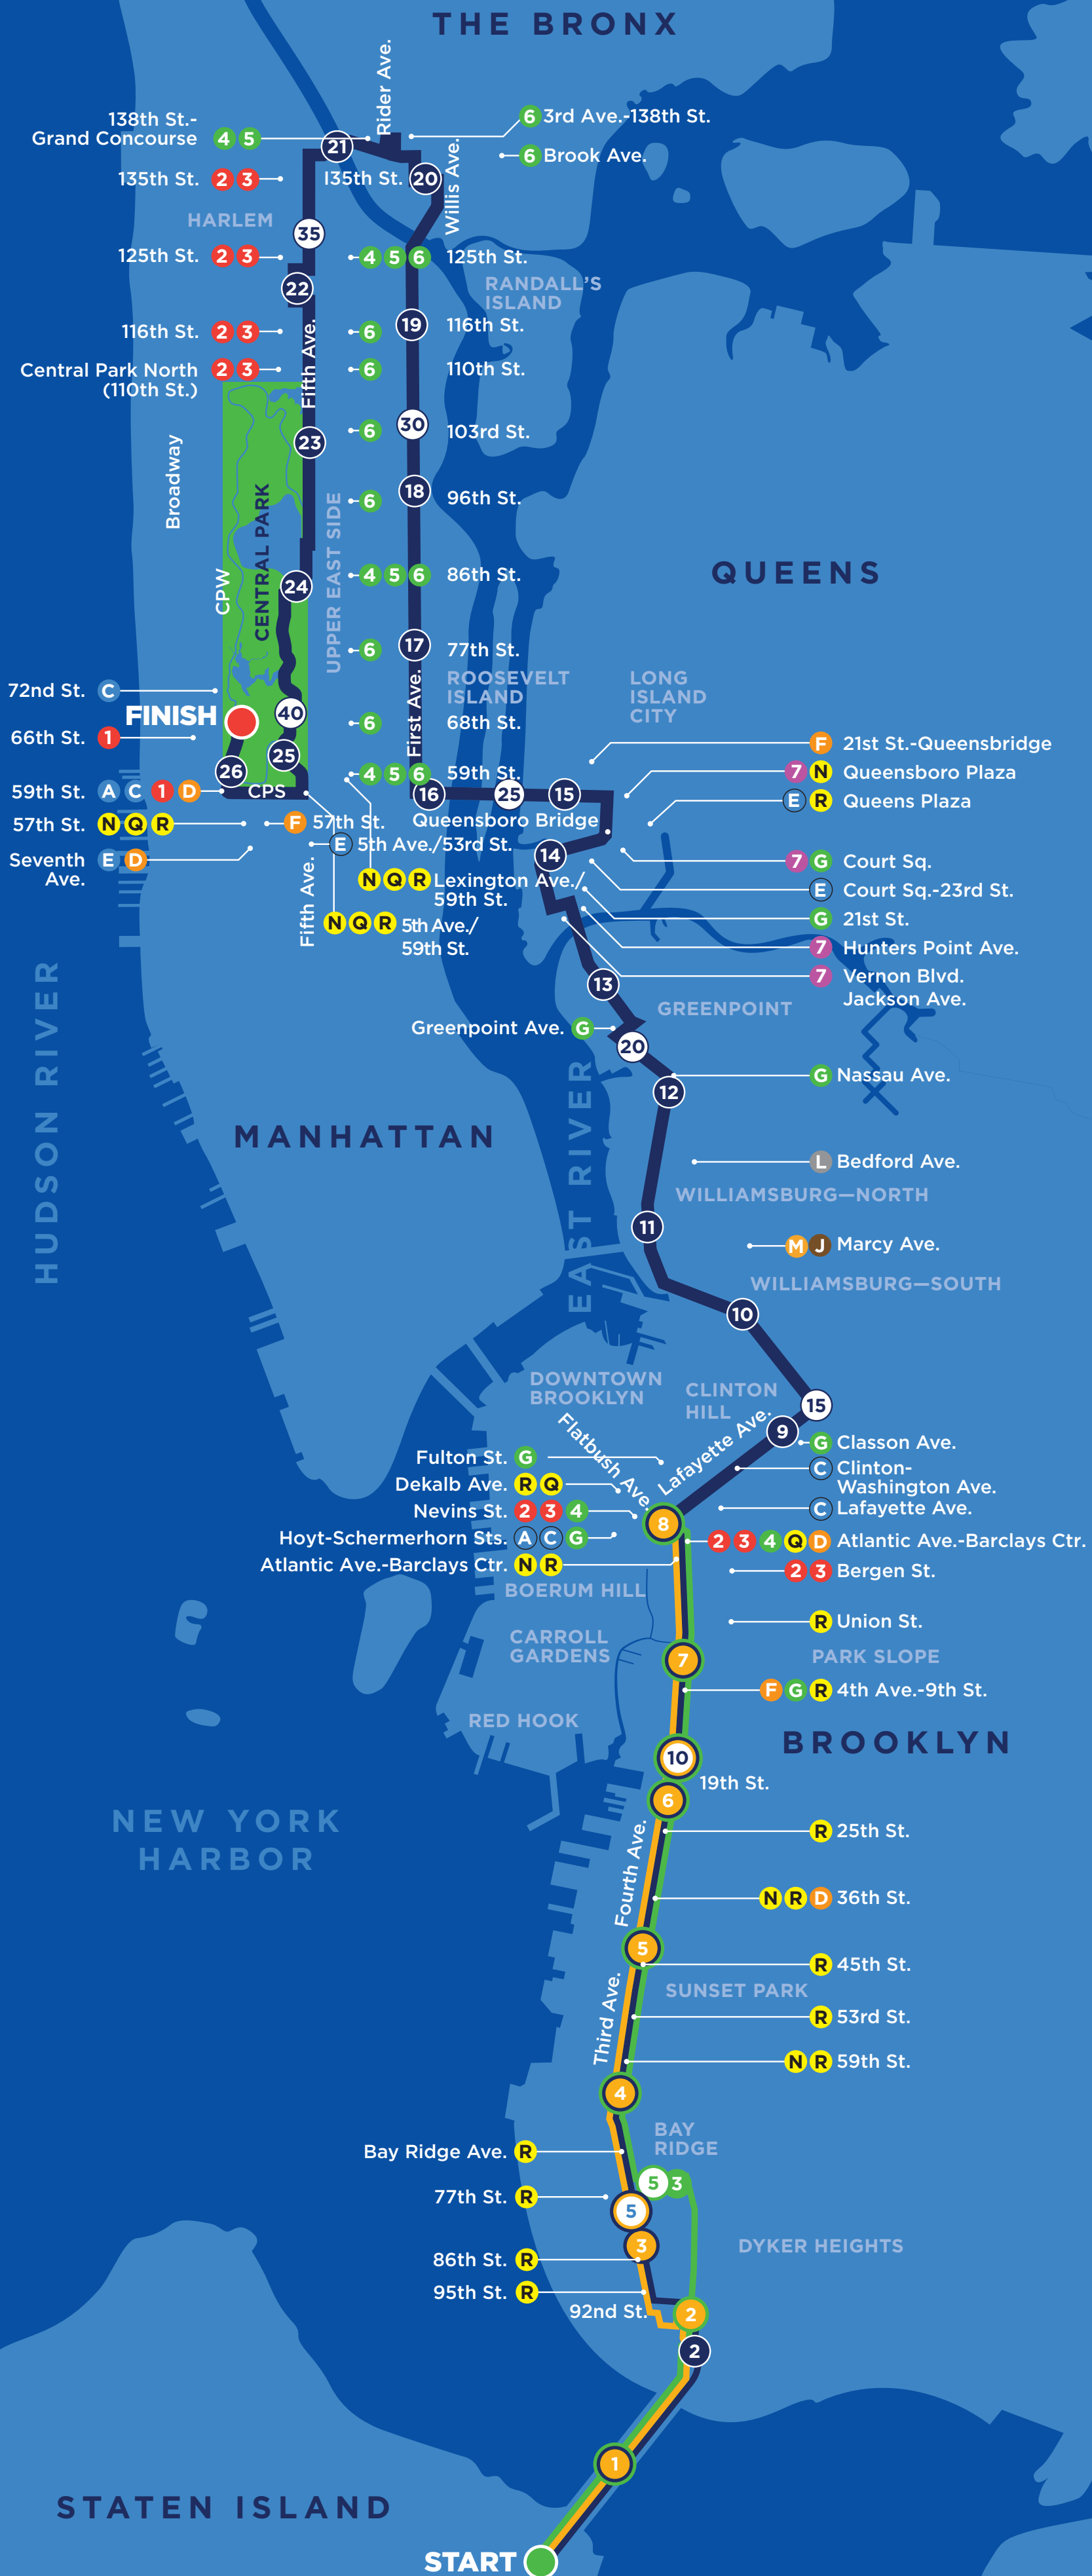 THE BRONX
Rider Ave.
138th St.-
Grand Concourse 4 5
6 3rd Ave.-138th St.
21
6 Brook Ave.
135th St. 2 3
135th St. 20
Willis Ave.
HARLEM
35
125th St. 2 3
4 5 6 125th St.
RANDALL'S
ISLAND
22
116th St. 2 3
6
19
116th St.
Central Park North
(110th St.) 2 3
6
110th St.
Fifth Ave.
30
6
103rd St.
23
Broadway
18
6
96th St.
CENTRAL PARK
UPPER EAST SIDE
QUEENS
CPW
24
4 5 6 86th St.
17
6
77th St.
ROOSEVELT
ISLAND
LONG
ISLAND
CITY
72nd St. C
FINISH
40
First Ave.
6
68th St.
66th St. 1
25
F 21st St.-Queensbridge
26
4 5 6 59th St.
7 N Queensboro Plaza
59th St. A C 1 D
CPS
16
25
15
E R Queens Plaza
57th St. N Q R
F 57th St.
Queensboro Bridge
Seventh
Ave. E D
E 5th Ave./53rd St.
14
7 G Court Sq.
Fifth Ave.
N Q R Lexington Ave./
59th St.
E Court Sq.-23rd St.
N Q R 5th Ave./
59th St.
G 21st St.
7 Hunters Point Ave.
7 Vernon Blvd.
Jackson Ave.
13
GREENPOINT
HUDSON RIVER
Greenpoint Ave. G
20
EAST RIVER
G Nassau Ave.
12
MANHATTAN
L Bedford Ave.
WILLIAMSBURG—NORTH
11
M J Marcy Ave.
WILLIAMSBURG—SOUTH
10
DOWNTOWN
BROOKLYN
CLINTON
HILL
15
9
Flatbush Ave.
Lafayette Ave.
G Classon Ave.
Fulton St. G
C Clinton-
Washington Ave.
Dekalb Ave. R Q
Nevins St. 2 3 4
C Lafayette Ave.
8
Hoyt-Schermerhorn Sts. A C G
2 3 4 Q D Atlantic Ave.-Barclays Ctr.
Atlantic Ave.-Barclays Ctr. N R
2 3 Bergen St.
BOERUM HILL
R Union St.
CARROLL
GARDENS
7
PARK SLOPE
F G R 4th Ave.-9th St.
RED HOOK
BROOKLYN
10
19th St.
6
NEW YORK
HARBOR
R 25th St.
Fourth Ave.
N R D 36th St.
5
R 45th St.
SUNSET PARK
Third Ave.
R 53rd St.
N R 59th St.
4
BAY
RIDGE
Bay Ridge Ave. R
5 3
77th St. R
5
3
DYKER HEIGHTS
86th St. R
95th St. R
92nd St.
2
2
1
STATEN ISLAND
START